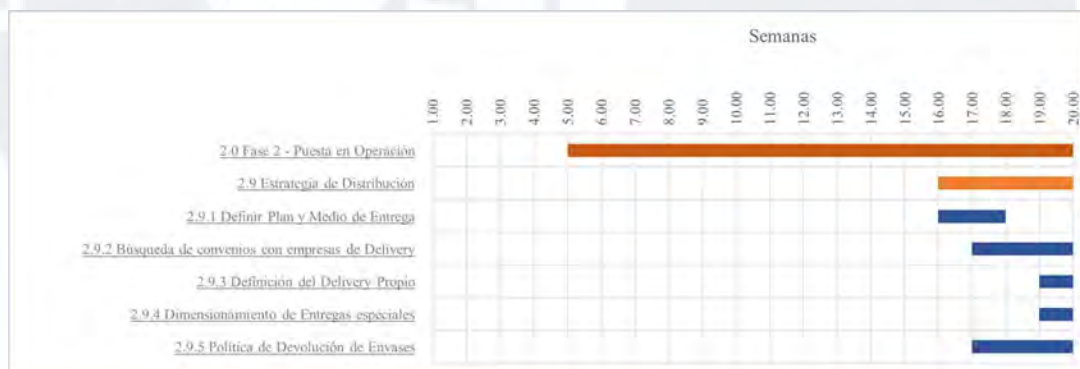 Semanas
1.00 2.00 3.00 4.00 5.00 6.00 7.00 8.00 9.00 10.00 11.00 12.00 13.00 14.00 15.00 16.00 17.00 18.00 19.00 20.00
2.0 Fase 2 - Puesta en Operación
2.9 Estrategia de Distribución
2.9.1 Definir Plan y Medio de Entrega
2.9.2 Búsqueda de convenios con empresas de Delivery
2.9.3 Definición del Delivery Propio
2.9.4 Dimensionamiento de Entregas especiales
2.9.5 Política de Devolución de Envases